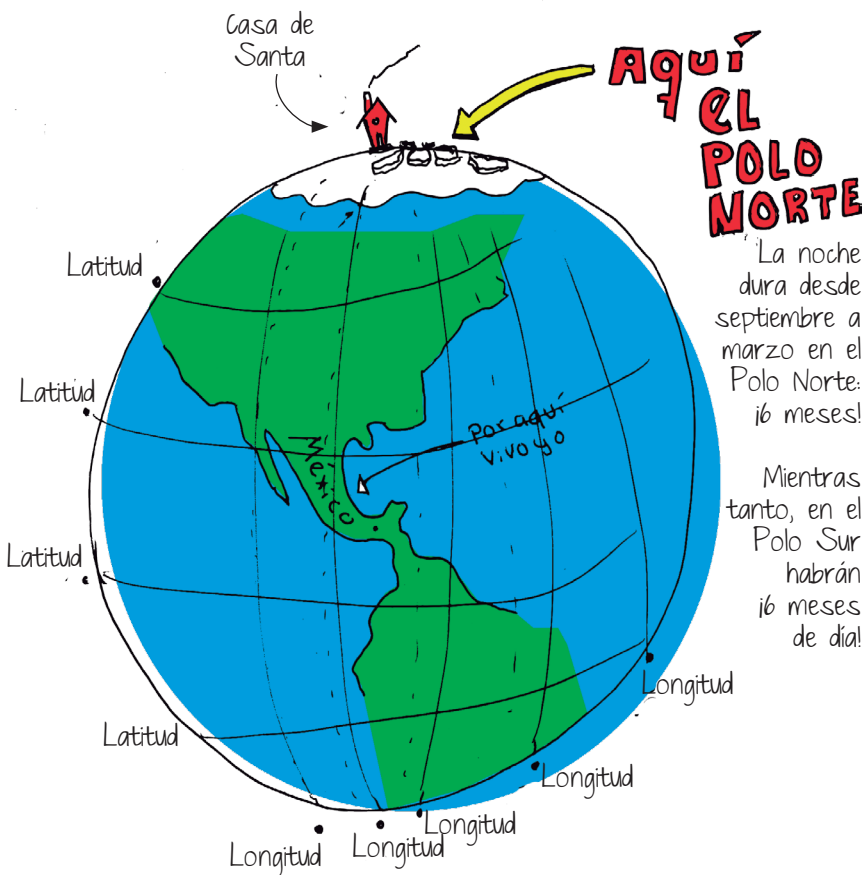 Casa de
Santa
Aquí
EL
POLO
NORTE
La noche
dura desde
septiembre a
marzo en el
Polo Norte:
¡6 meses!
Mientras
tanto, en el
Polo Sur
habrán
¡6 meses
de día!
Latitud
Latitud
Latitud
Latitud
México
Por aquí
vivo yo
Longitud
Longitud
Longitud
Longitud
Longitud